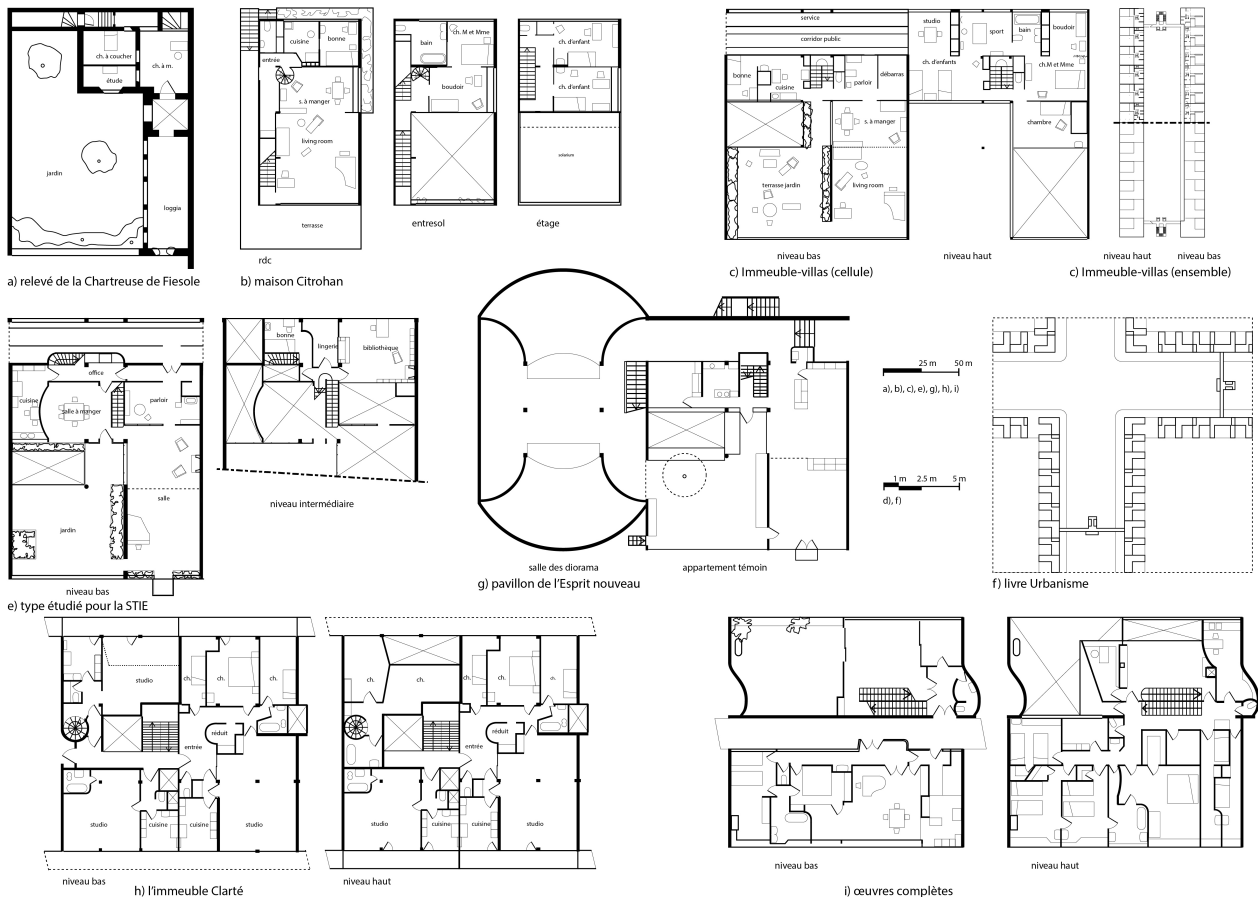 ch. à coucher
ch. à m.
étude
jardin
loggia
a) relevé de la Chartreuse de Fiesole
cuisine
bonne
entrée
s. à manger
living room
terrasse
rdc
bain
ch. M et Mme
boudoir
entresol
ch. d'enfant
ch. d'enfant
solarium
étage
b) maison Citrohan
service
corridor public
bonne
cuisine
parloir
débarras
s. à manger
terrasse jardin
living room
niveau bas
studio
sport
bain
boudoir
ch. d'enfants
ch.M et Mme
chambre
niveau haut
c) Immeuble-villas (cellule)
niveau haut
niveau bas
c) Immeuble-villas (ensemble)
office
cuisine
salle à manger
parloir
salle
jardin
niveau bas
e) type étudié pour la STIE
bonne
lingerie
bibliothèque
niveau intermédiaire
salle des diorama
appartement témoin
g) pavillon de l'Esprit nouveau
25 m
50 m
a), b), c), e), g), h), i)
1 m
2.5 m
5 m
d), f)
f) livre Urbanisme
studio
ch.
ch.
ch.
entrée
réduit
studio
cuisine
cuisine
studio
niveau bas
ch.
ch.
ch.
ch.
ch.
entrée
réduit
studio
cuisine
cuisine
studio
niveau haut
h) l'immeuble Clarté
niveau bas
niveau haut
i) œuvres complètes